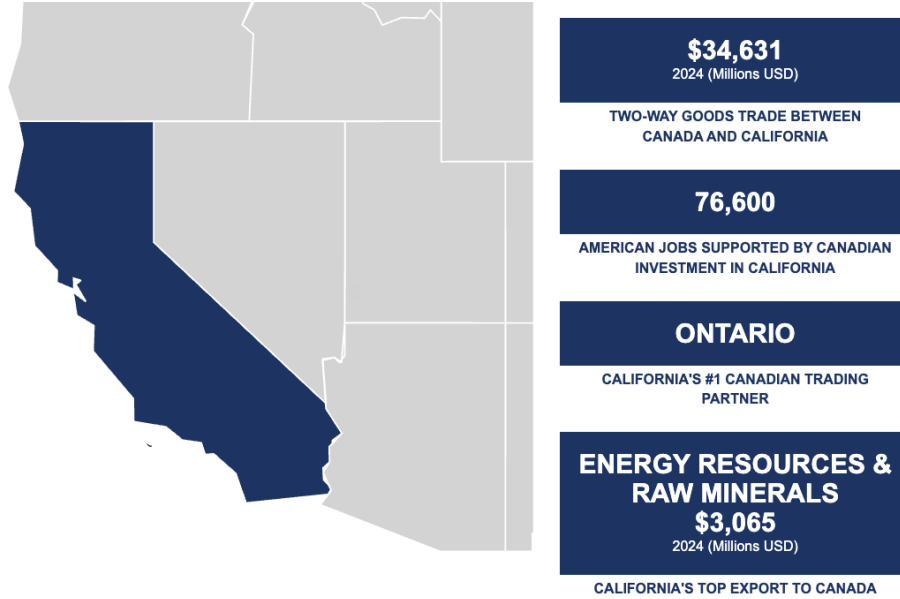 $34,631
2024 (Millions USD)
TWO-WAY GOODS TRADE BETWEEN
CANADA AND CALIFORNIA
76,600
AMERICAN JOBS SUPPORTED BY CANADIAN
INVESTMENT IN CALIFORNIA
ONTARIO
CALIFORNIA'S #1 CANADIAN TRADING
PARTNER
ENERGY RESOURCES &
RAW MINERALS
$3,065
2024 (Millions USD)
CALIFORNIA'S TOP EXPORT TO CANADA